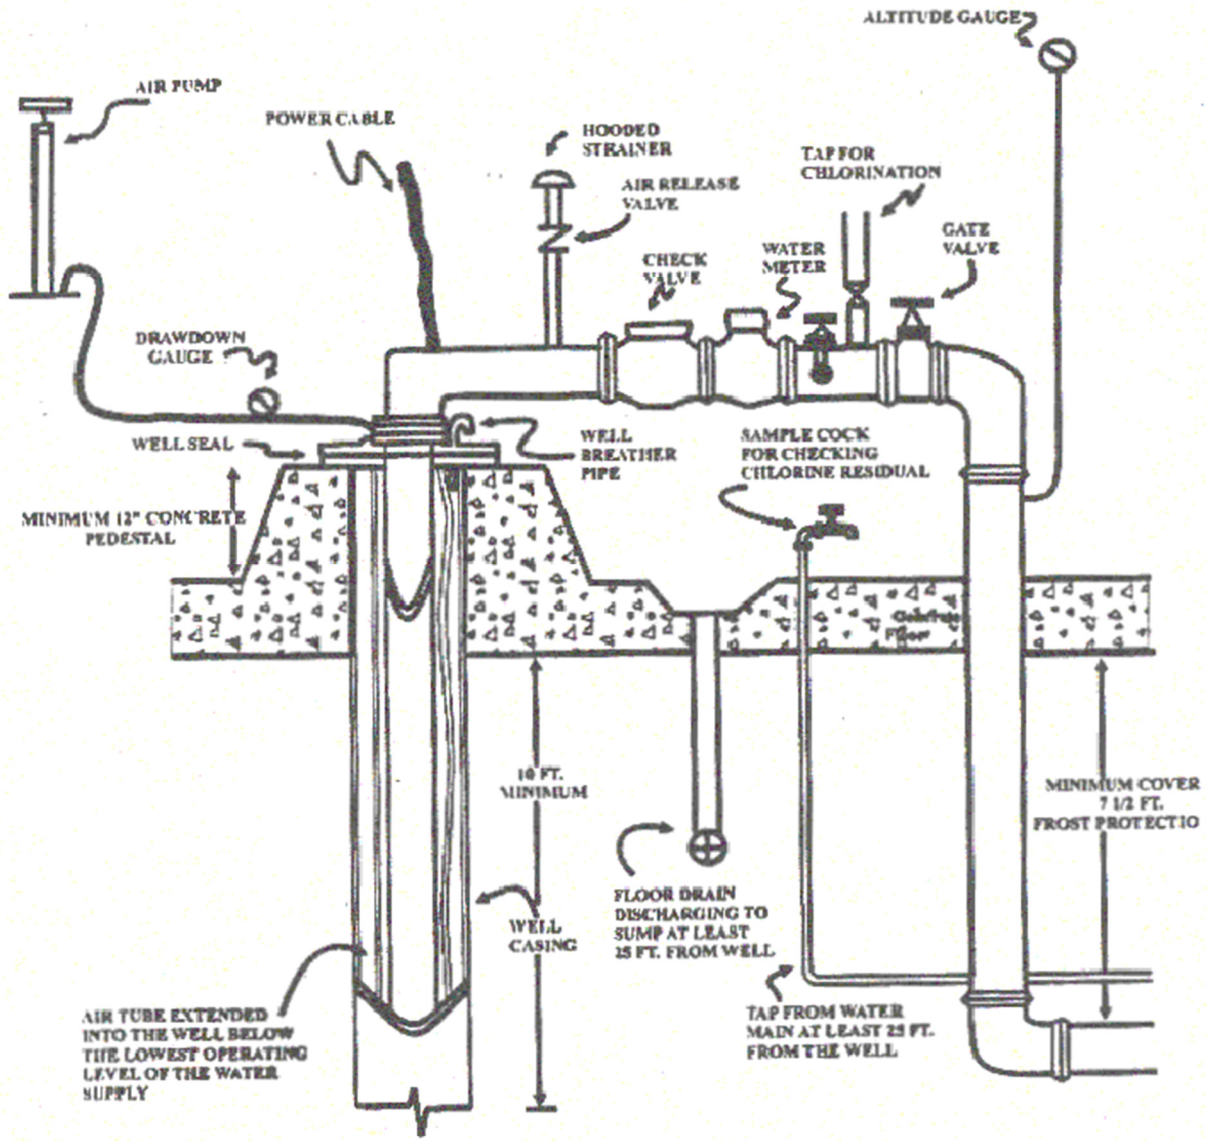 ALTITUDE GAUGE
AIR PUMP
POWER CABLE
HOODED
STRAINER
TAP FOR
CHLORINATION
AIR RELEASE
VALVE
GATE
VALVE
CHECK
VALVE
WATER
METER
DRAWDOWN
GAUGE
WELL SEAL
WELL
BREATHER
PIPE
SAMPLE COCK
FOR CHECKING
CHLORINE RESIDUAL
MINIMUM 12" CONCRETE
PEDESTAL
Concrete
Floor
10 FT.
MINIMUM
MINIMUM COVER
7 1/2 FT.
FROST PROTECTIO
FLOOR DRAIN
DISCHARGING TO
SUMP AT LEAST
25 FT. FROM WELL
WELL
CASING
AIR TUBE EXTENDED
INTO THE WELL BELOW
THE LOWEST OPERATING
LEVEL OF THE WATER
SUPPLY
TAP FROM WATER
MAIN AT LEAST 25 FT.
FROM THE WELL